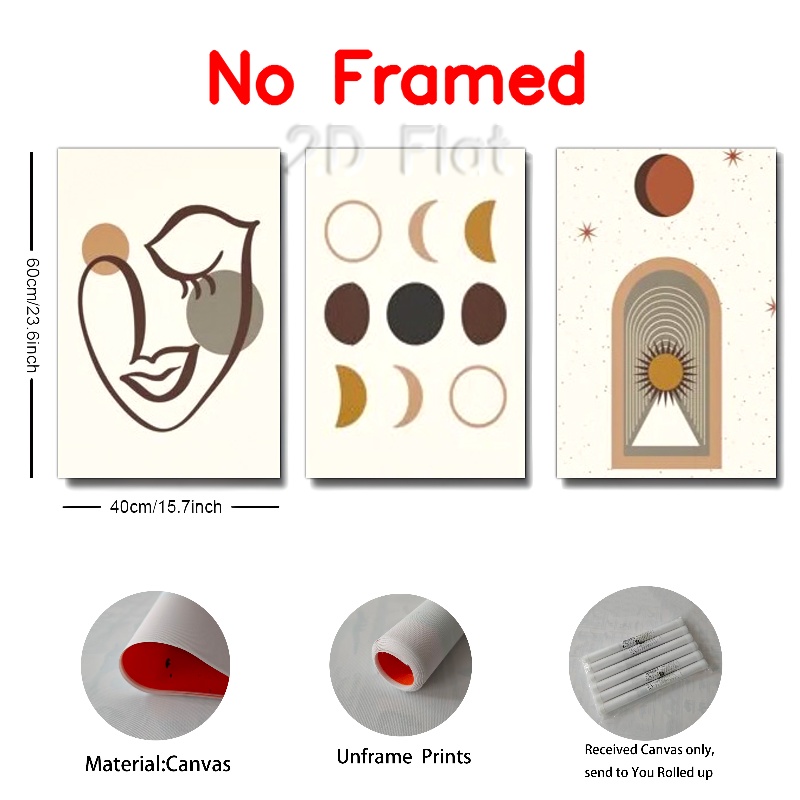 No Framed
2D Flat
60cm/23.6inch
40cm/15.7inch
Material:Canvas
Unframe Prints
Received Canvas only,
send to You Rolled up